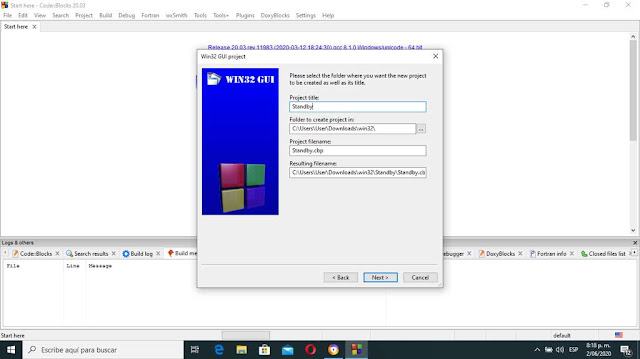 Start here - Code::Blocks 20.03
File Edit View Search Project Build Debug Fortran wxSmith Tools Tools+ Plugins DoxyBlocks Settings Help
Start here
Release 20.03 rev 11983 (2020-03-12 18:24:30) gcc 8.1.0 Windows/unicode - 64 bit
Win32 GUI project
WIN32 GUI
Please select the folder where you want the new project
to be created as well as its title.
Project title:
Standby
Folder to create project in:
C:\Users\User\Downloads\win32\
...
Project filename:
Standby.cbp
Resulting filename:
C:\Users\User\Downloads\win32\Standby\Standby.cb
< Back Next > Cancel
Logs & others
Code::Blocks Search results Build log Build me ebugger DoxyBlocks Fortran info Closed files list
File Line Message
Start here default
Escribe aquí para buscar
ESP
8:18 p. m.
2/06/2020